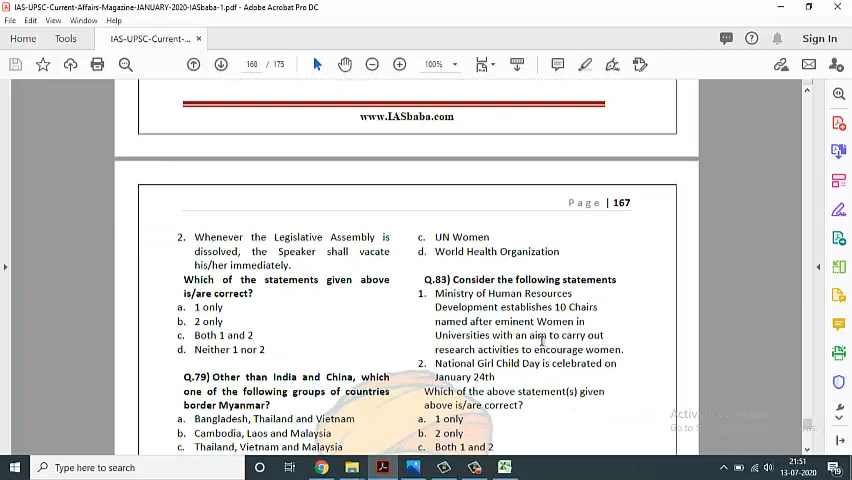 IAS-UPSC-Current-Affairs-Magazine-JANUARY-2020-IASbaba-1.pdf - Adobe Acrobat Pro DC
File Edit View Window Help
Home Tools IAS-UPSC-Current-... × Sign In
168 / 175 100%
www.IASbaba.com
Page | 167
2. Whenever the Legislative Assembly is
dissolved, the Speaker shall vacate
his/her immediately.
Which of the statements given above
is/are correct?
a. 1 only
b. 2 only
c. Both 1 and 2
d. Neither 1 nor 2
Q.79) Other than India and China, which
one of the following groups of countries
border Myanmar?
a. Bangladesh, Thailand and Vietnam
b. Cambodia, Laos and Malaysia
c. Thailand, Vietnam and Malaysia
c. UN Women
d. World Health Organization
Q.83) Consider the following statements
1. Ministry of Human Resources
Development establishes 10 Chairs
named after eminent Women in
Universities with an aim to carry out
research activities to encourage women.
2. National Girl Child Day is celebrated on
January 24th
Which of the above statement(s) given
above is/are correct?
a. 1 only
b. 2 only
c. Both 1 and 2
Type here to search
21:51
13-07-2020
19